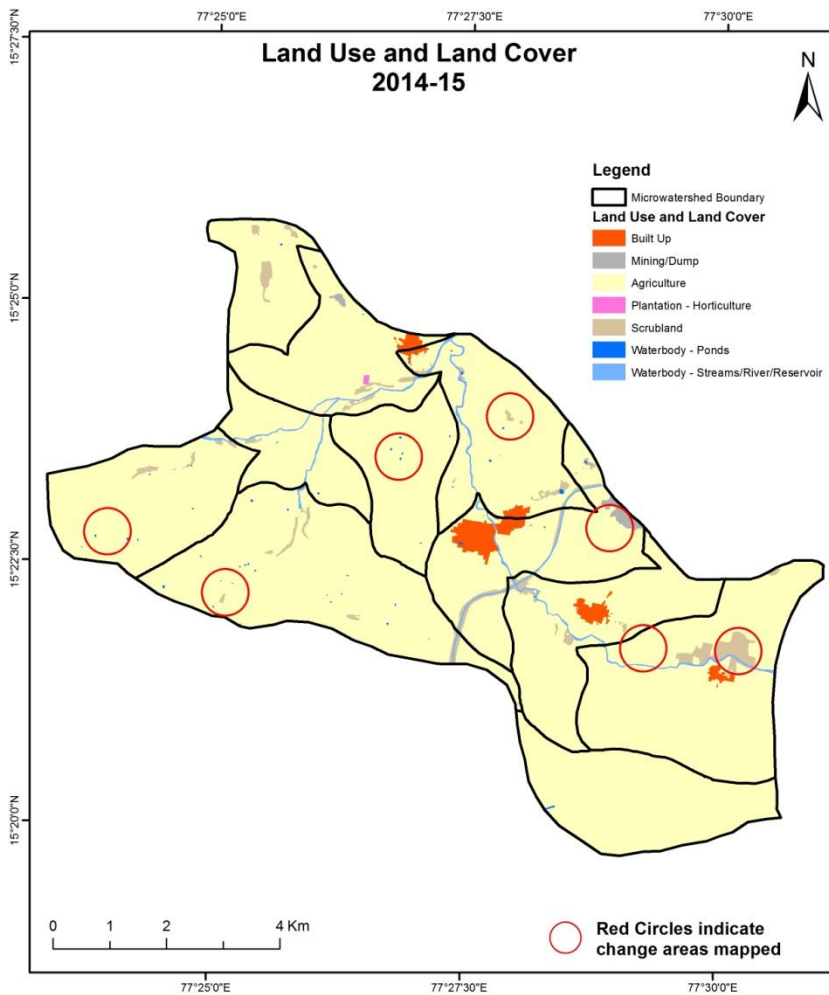 77°25'0"E 77°27'30"E 77°30'0"E
15°27'30"N
Land Use and Land Cover
2014-15
N
Legend
Microwatershed Boundary
Land Use and Land Cover
Built Up
Mining/Dump
Agriculture
Plantation - Horticulture
Scrubland
Waterbody - Ponds
Waterbody - Streams/River/Reservoir
15°25'0"N
15°22'30"N
15°20'0"N
0 1 2 4 Km
Red Circles indicate
change areas mapped
77°25'0"E 77°27'30"E 77°30'0"E